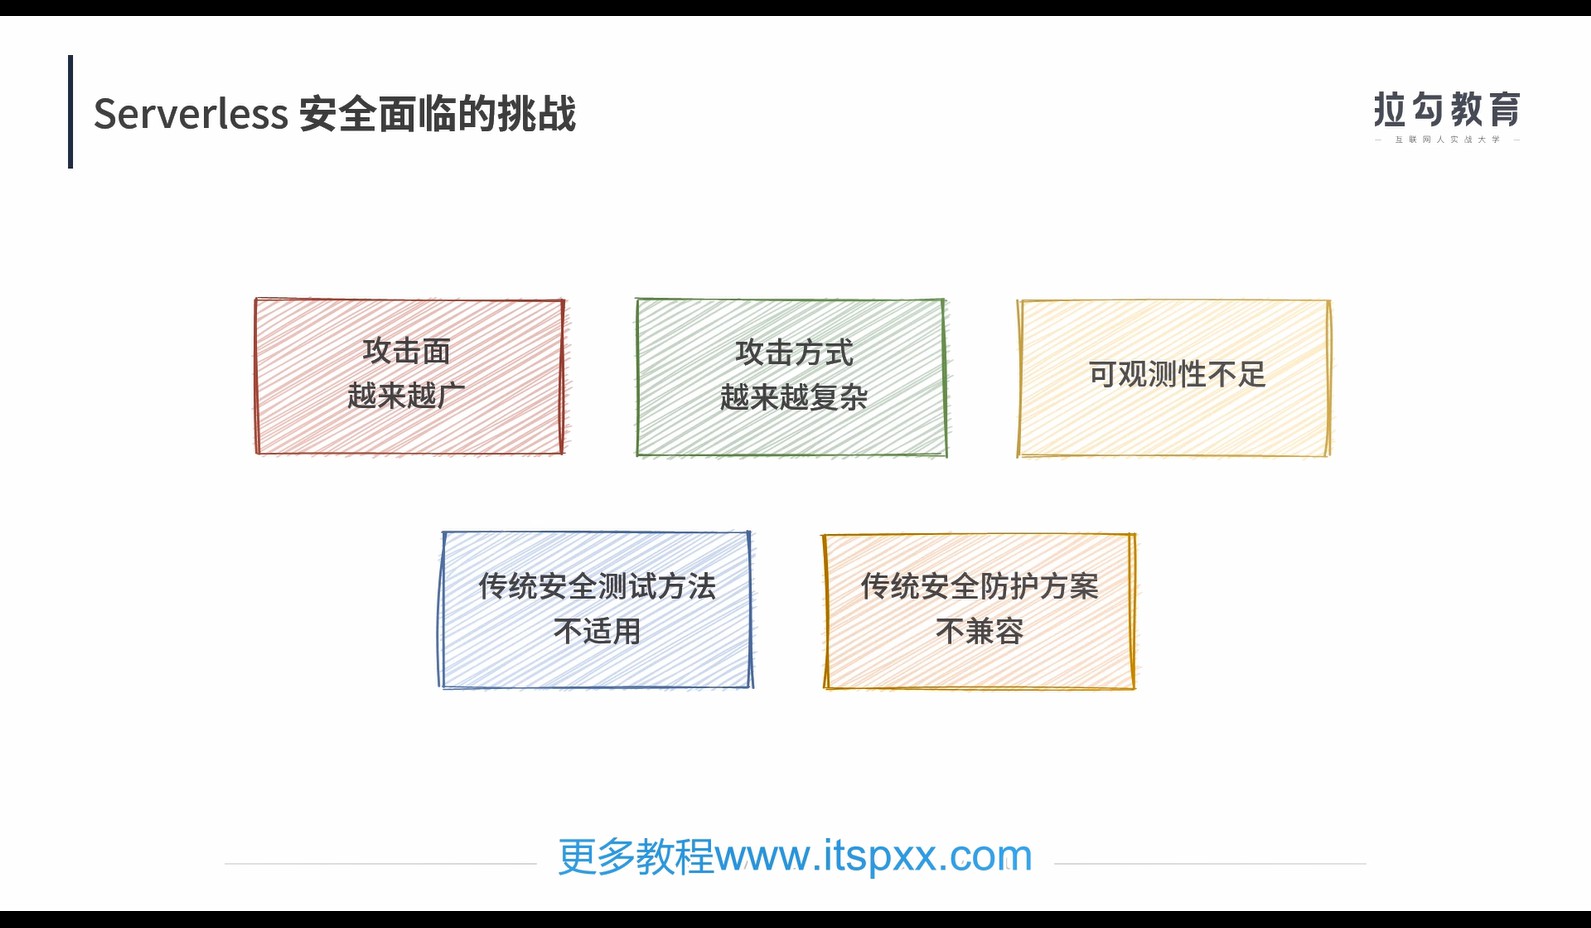 Serverless 安全面临的挑战
拉勾教育
— 互联网人实战大学 —
攻击面
越来越广
攻击方式
越来越复杂
可观测性不足
传统安全测试方法
不适用
传统安全防护方案
不兼容
更多教程www.itspxx.com